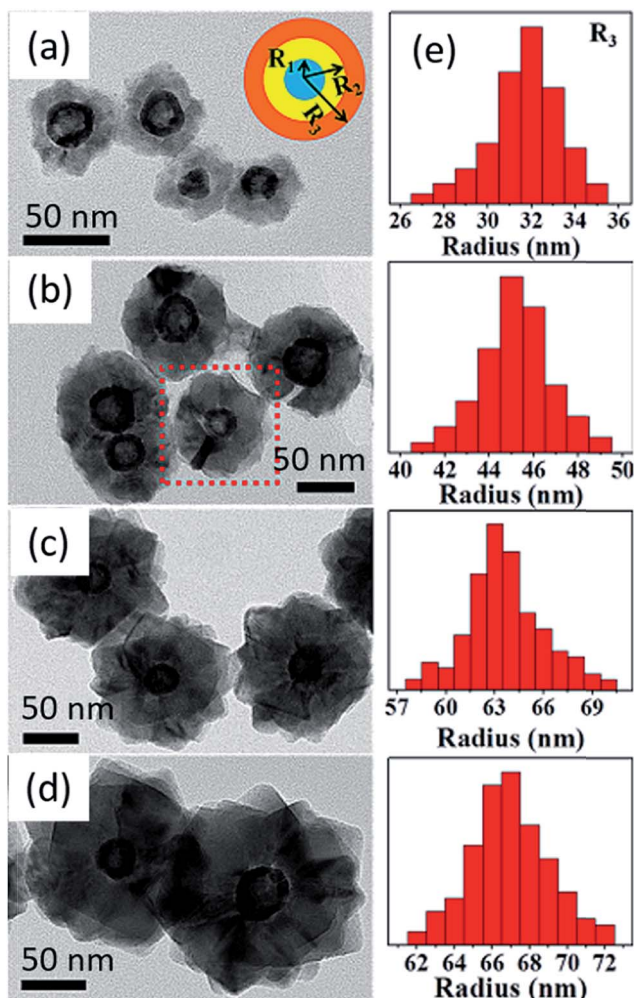 (a)
R1
R2
R3
50 nm
(e)
R3
26 28 30 32 34 36
Radius (nm)
(b)
50 nm
40 42 44 46 48 50
Radius (nm)
(c)
50 nm
57 60 63 66 69
Radius (nm)
(d)
50 nm
62 64 66 68 70 72
Radius (nm)